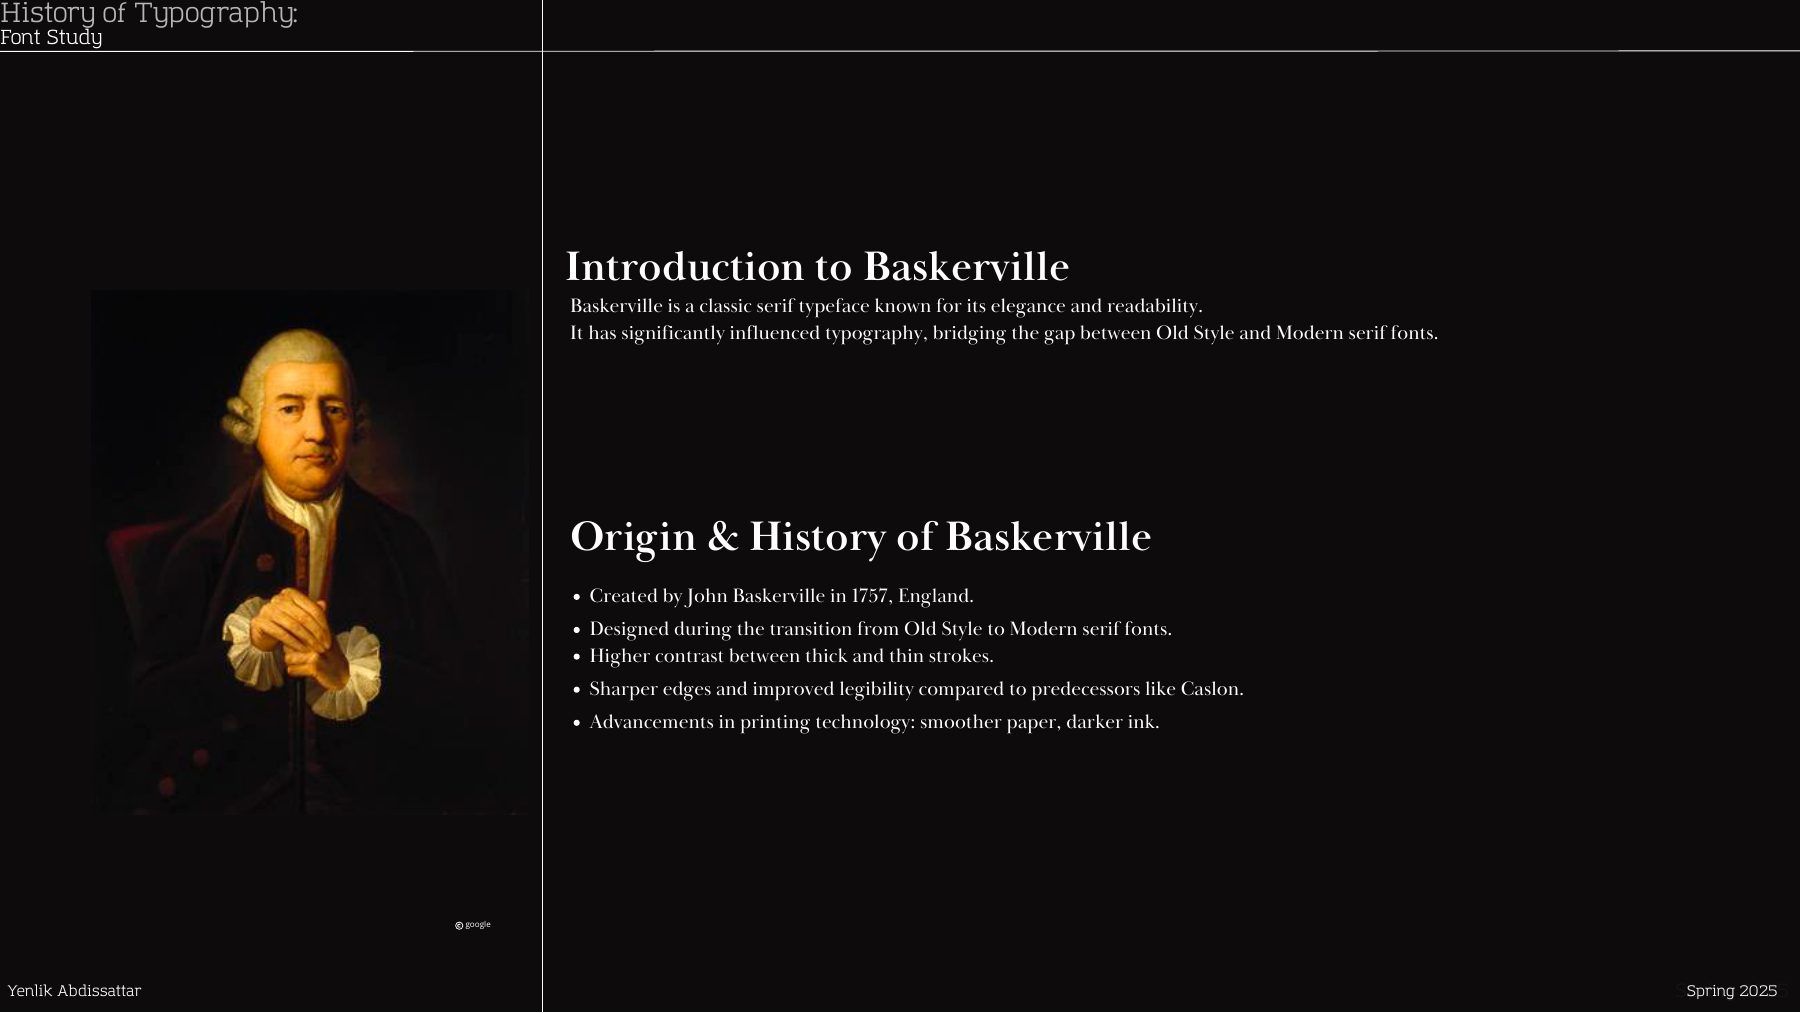 History of Typography:
Font Study
Introduction to Baskerville
Baskerville is a classic serif typeface known for its elegance and readability.
It has significantly influenced typography, bridging the gap between Old Style and Modern serif fonts.
Origin & History of Baskerville
• Created by John Baskerville in 1757, England.
• Designed during the transition from Old Style to Modern serif fonts.
• Higher contrast between thick and thin strokes.
• Sharper edges and improved legibility compared to predecessors like Caslon.
• Advancements in printing technology: smoother paper, darker ink.
© google
Yenlik Abdissattar
Spring 2025